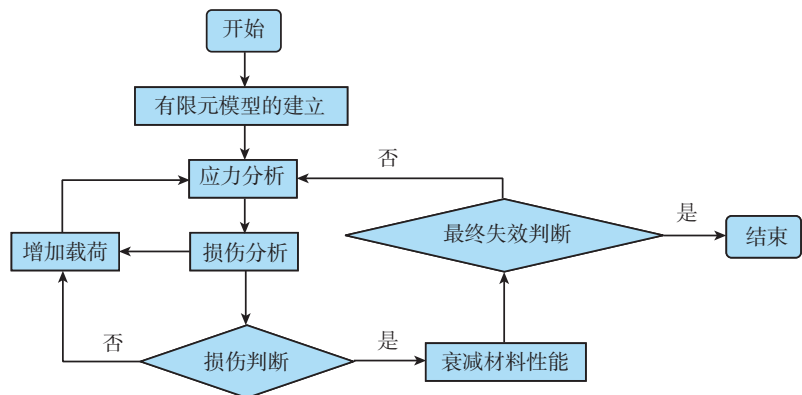 开始
有限元模型的建立
否
应力分析
是
最终失效判断
结束
增加载荷
损伤分析
否
损伤判断
是
衰减材料性能